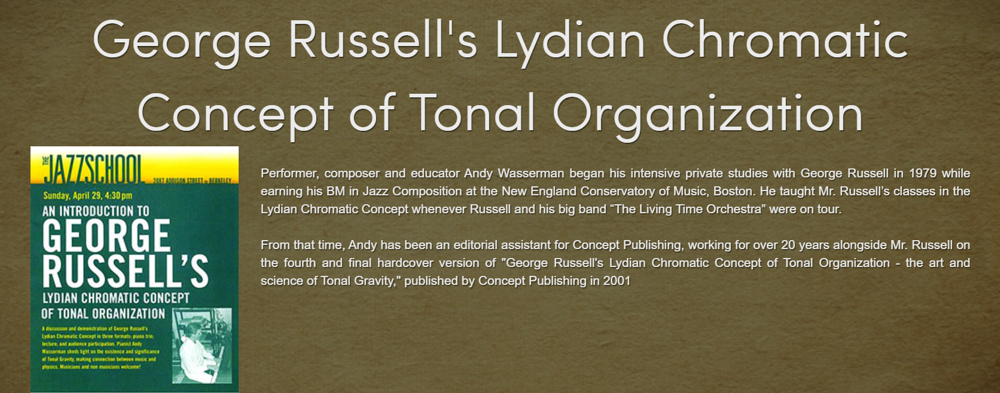 George Russell's Lydian Chromatic
Concept of Tonal Organization
THE JAZZSCHOOL
2087 ADDISON STREET in BERKELEY
Sunday, April 29, 4:30pm
AN INTRODUCTION TO
GEORGE
RUSSELL’S
LYDIAN CHROMATIC CONCEPT
OF TONAL ORGANIZATION
A discussion and demonstration of George Russell's
Lydian Chromatic Concept in three formats: piano trio;
lecture; and audience participation. Pianist Andy
Wasserman sheds light on the existence and significance
of Tonal Gravity, making connection between music and
physics. Musicians and non musicians welcome!
Performer, composer and educator Andy Wasserman began his intensive private studies with George Russell in 1979 while
earning his BM in Jazz Composition at the New England Conservatory of Music, Boston. He taught Mr. Russell’s classes in the
Lydian Chromatic Concept whenever Russell and his big band “The Living Time Orchestra” were on tour.
From that time, Andy has been an editorial assistant for Concept Publishing, working for over 20 years alongside Mr. Russell on
the fourth and final hardcover version of "George Russell's Lydian Chromatic Concept of Tonal Organization - the art and
science of Tonal Gravity," published by Concept Publishing in 2001